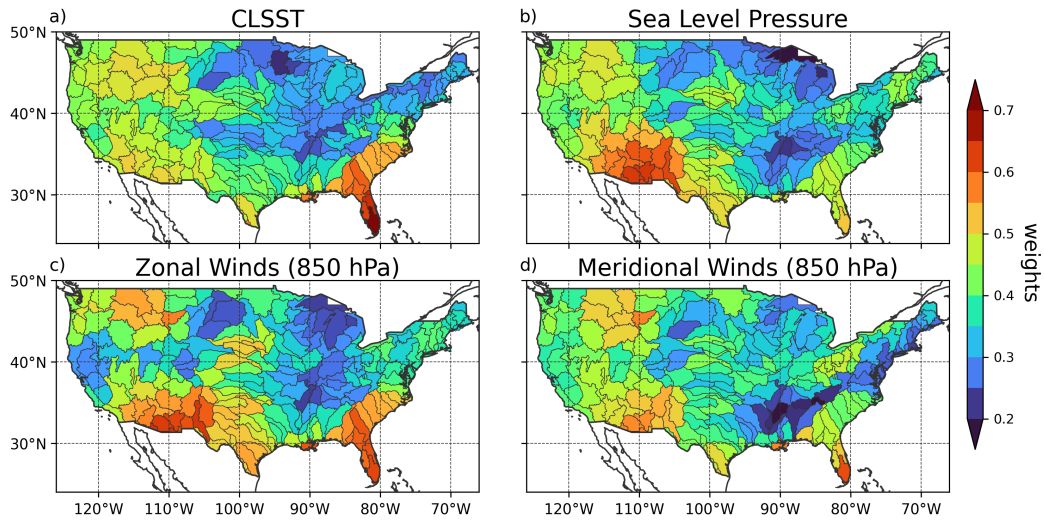 a) CLSST
b) Sea Level Pressure
50°N
40°N
30°N
c) Zonal Winds (850 hPa)
d) Meridional Winds (850 hPa)
50°N
40°N
30°N
120°W 110°W 100°W 90°W 80°W 70°W
120°W 110°W 100°W 90°W 80°W 70°W
0.7
0.6
0.5
0.4
0.3
0.2
weights